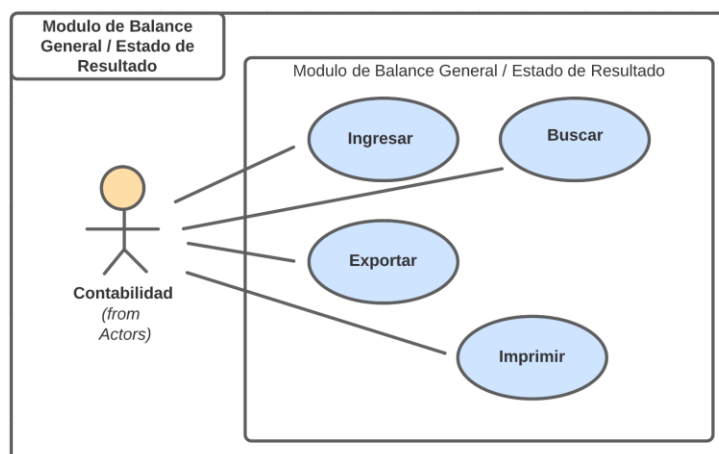 Modulo de Balance
General / Estado de
Resultado
Modulo de Balance General / Estado de Resultado
Ingresar
Buscar
Exportar
Imprimir
Contabilidad
(from
Actors)